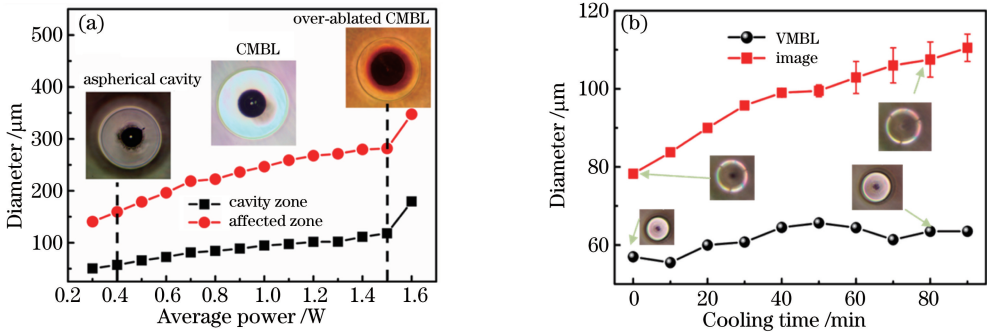 (a)
over-ablated CMBL
CMBL
aspherical cavity
cavity zone
affected zone
500
400
300
200
100
Diameter /μm
0.2 0.4 0.6 0.8 1.0 1.2 1.4 1.6
Average power /W
(b)
VMBL
image
120
100
80
60
Diameter /μm
0 20 40 60 80
Cooling time /min